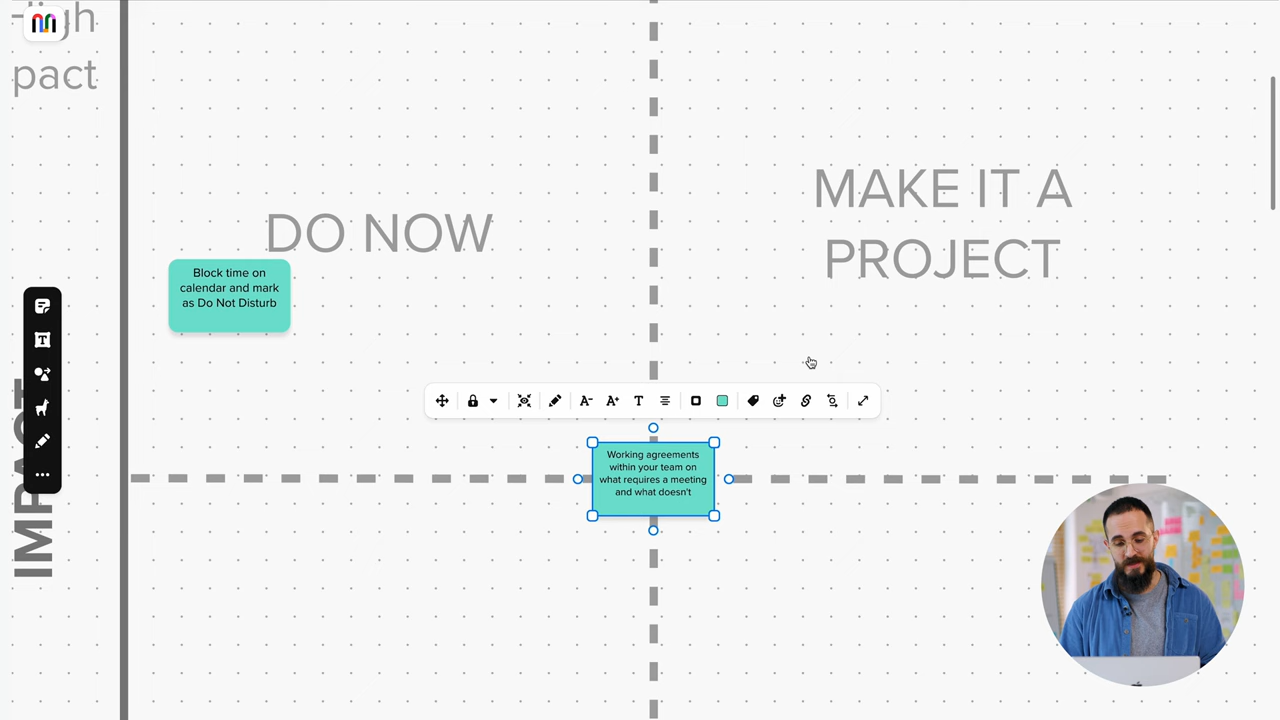 pact
DO NOW
MAKE IT A
PROJECT
Block time on
calendar and mark
as Do Not Disturb
A-
A+
T
Working agreements
within your team on
what requires a meeting
and what doesn't
T
IMPACT